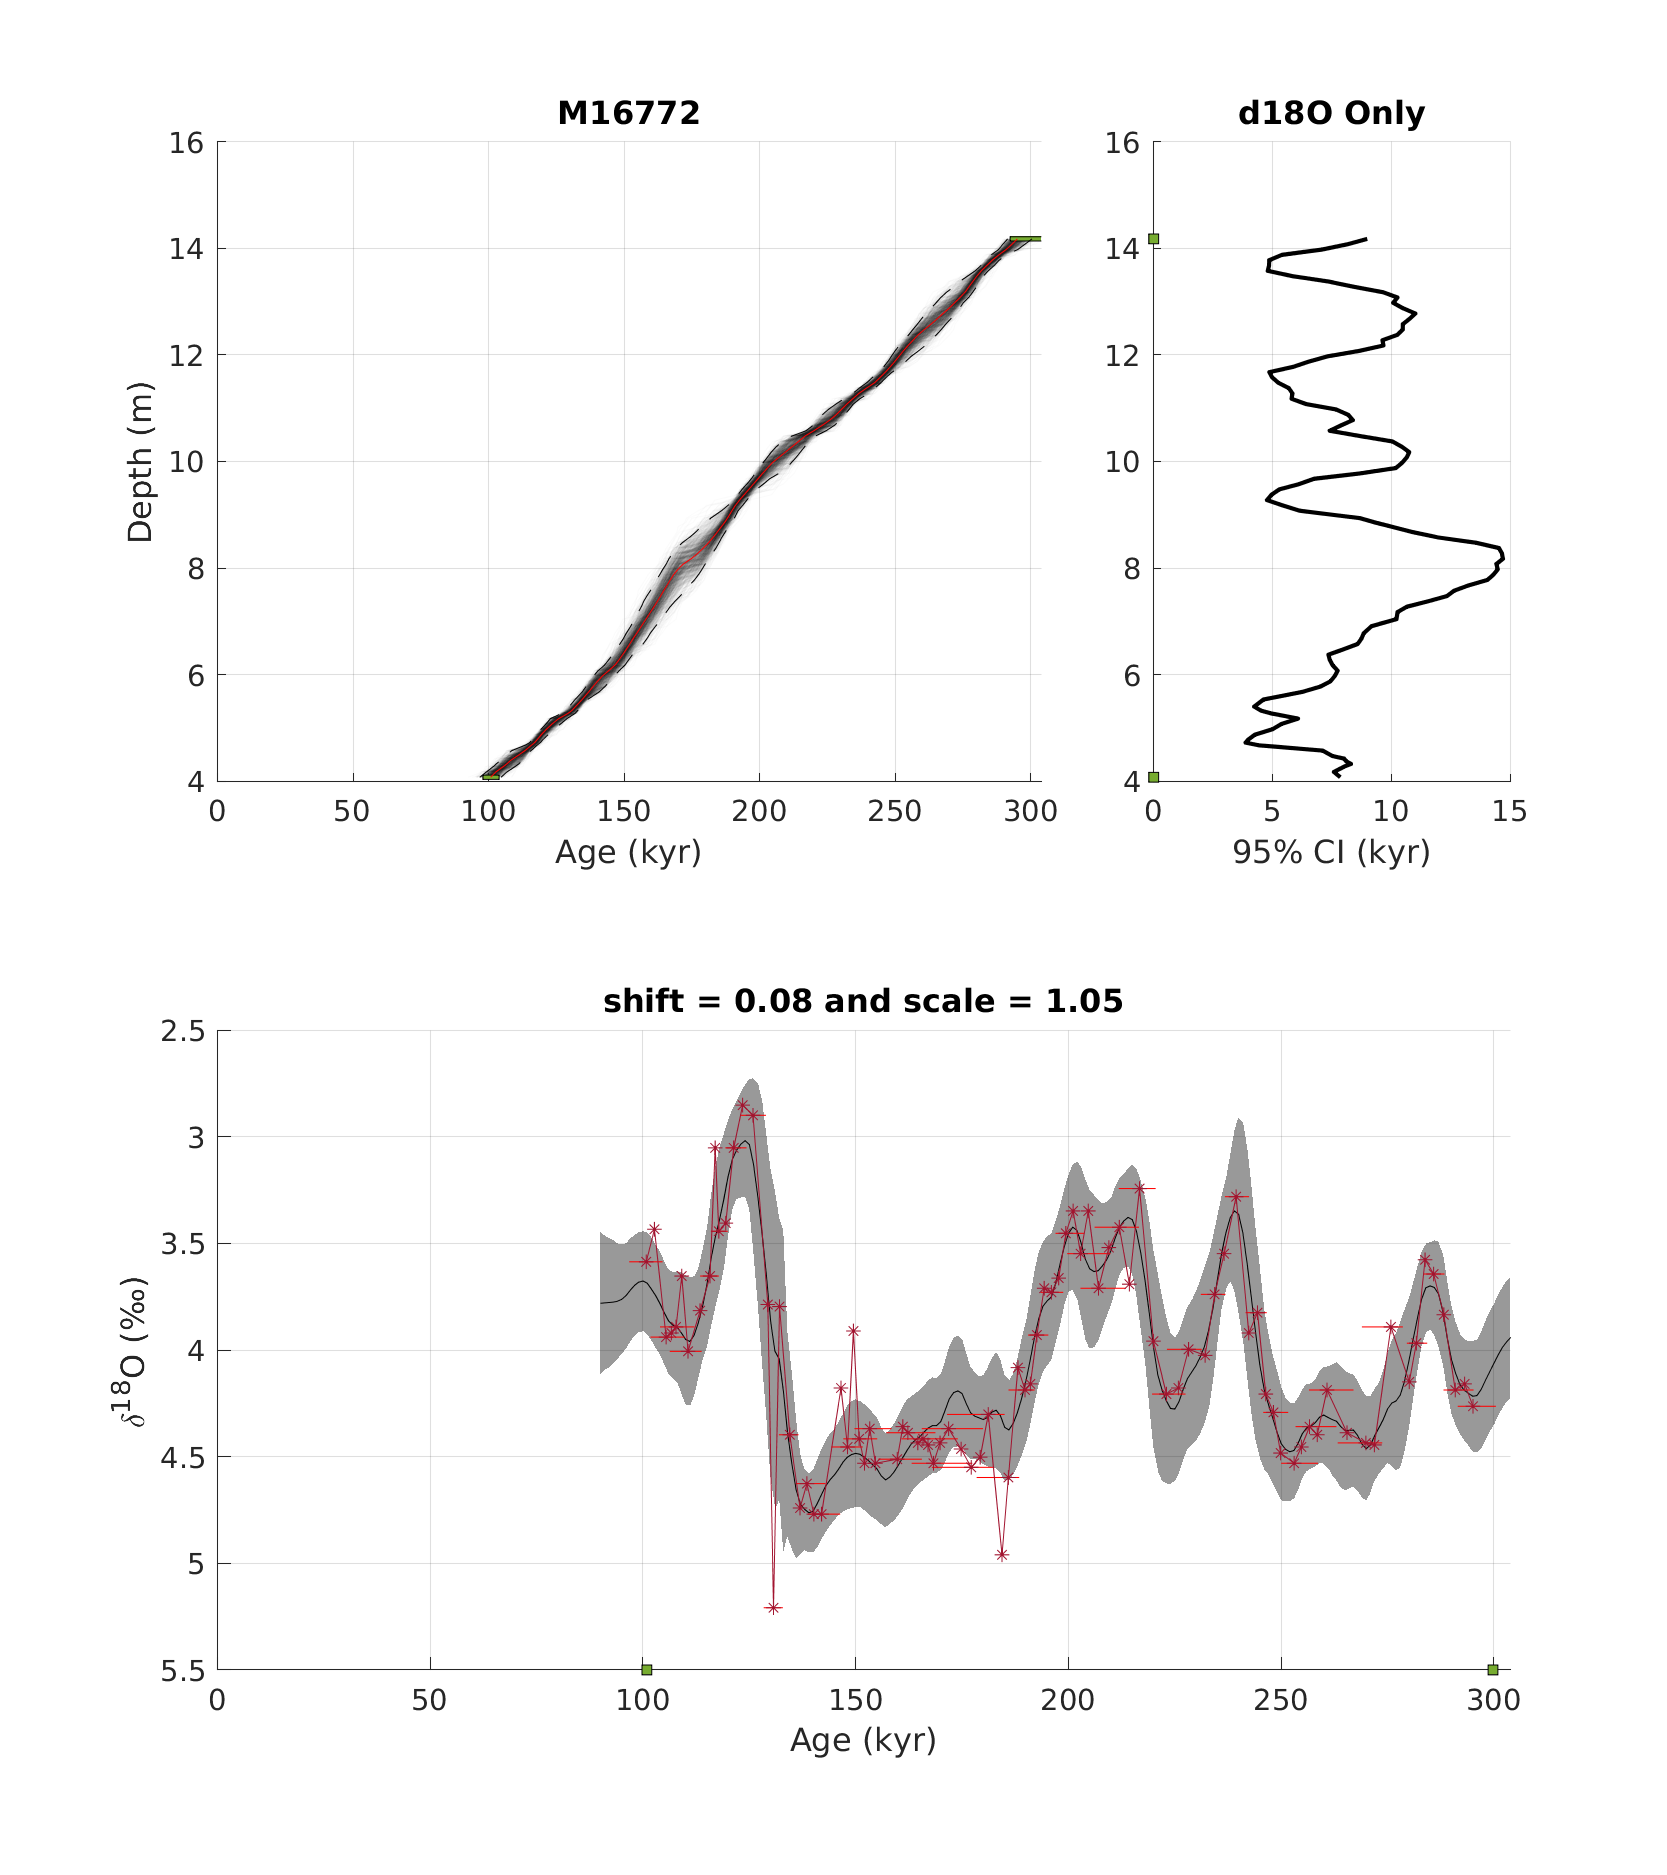 M16772
16
14
12
10
8
6
4
Depth (m)
0 50 100 150 200 250 300
Age (kyr)
d18O Only
16
14
12
10
8
6
4
0 5 10 15
95% CI (kyr)
shift = 0.08 and scale = 1.05
2.5
3
3.5
4
4.5
5
5.5
δ¹⁸O (‰)
0 50 100 150 200 250 300
Age (kyr)